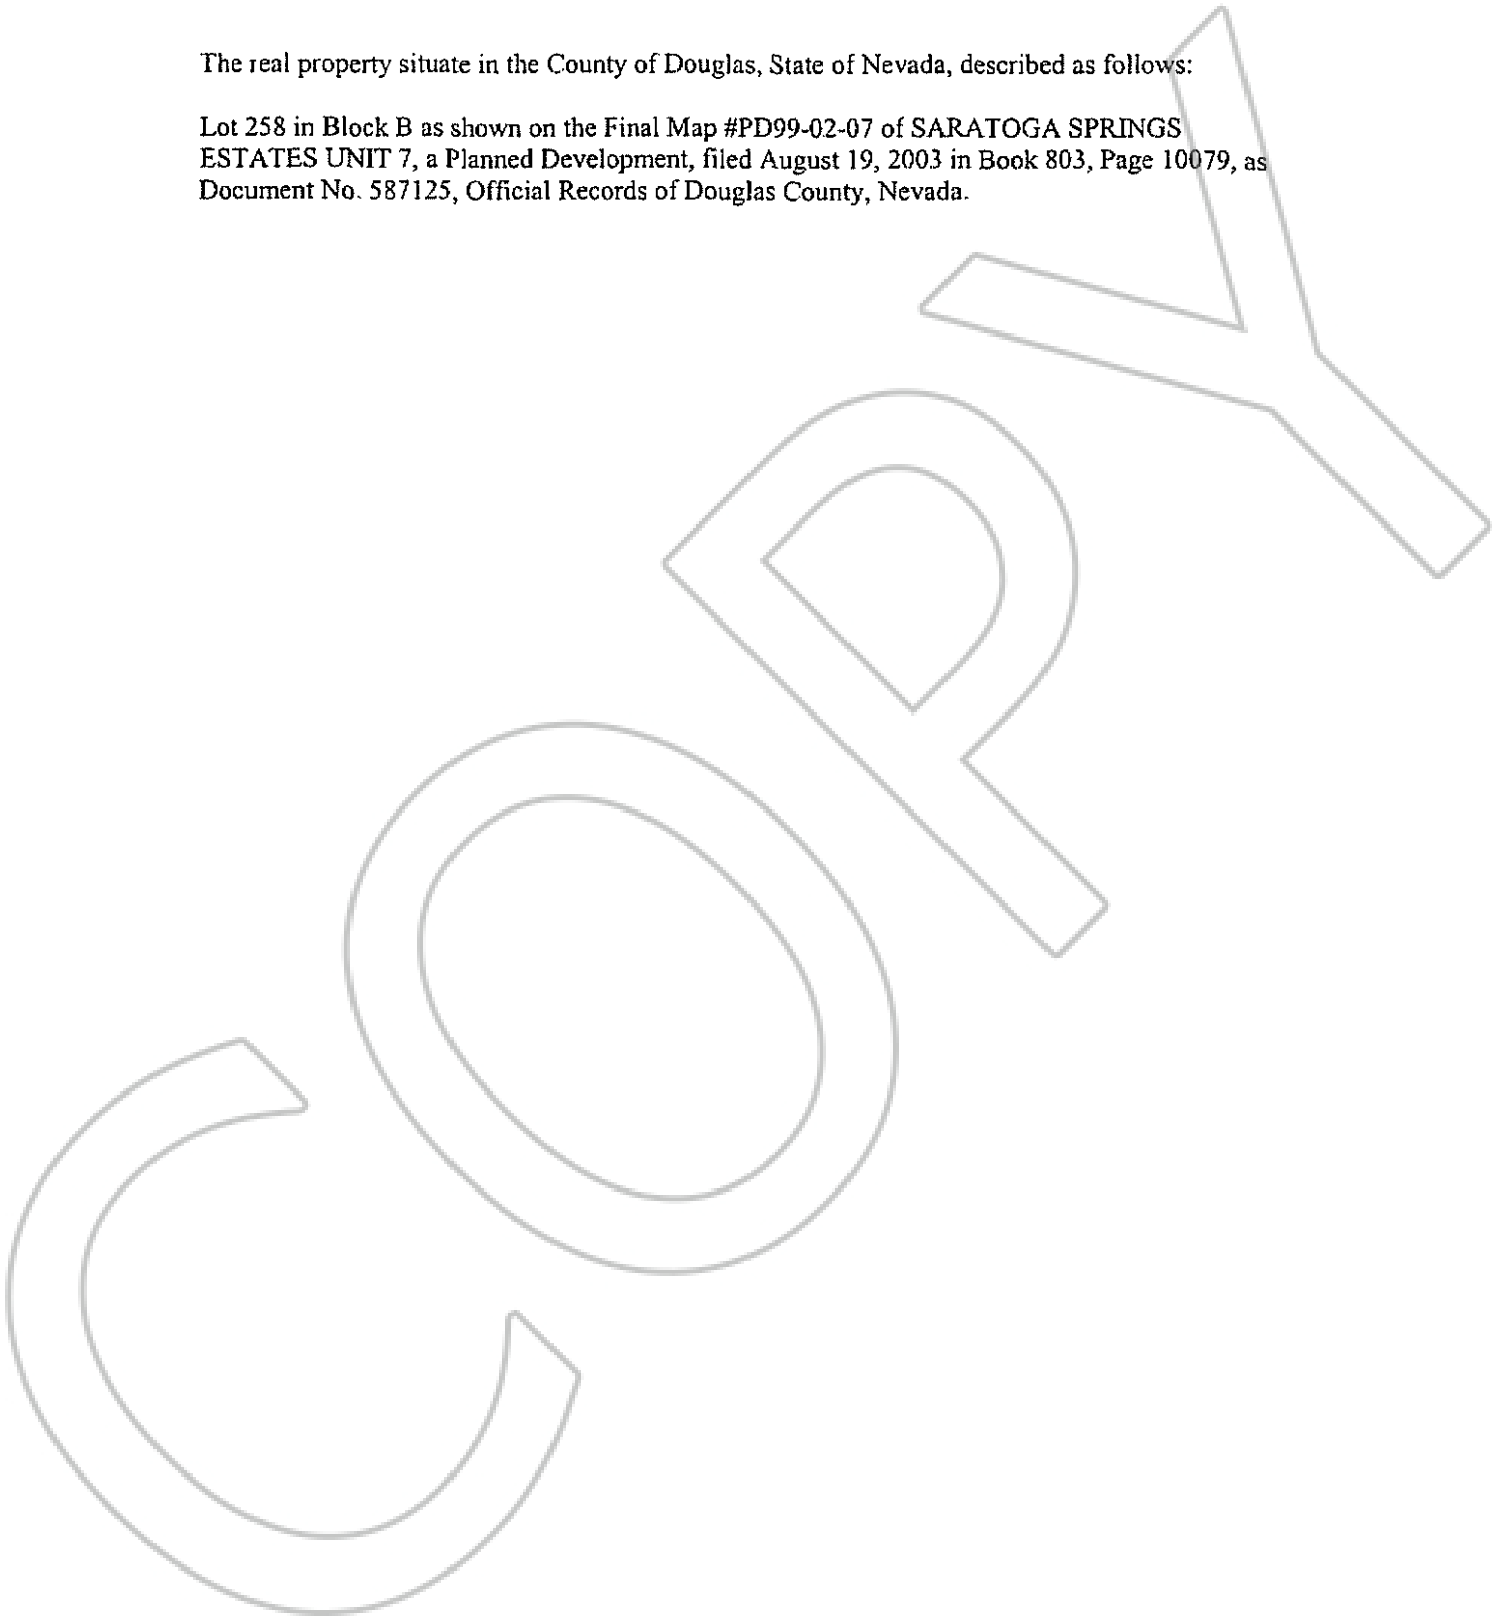 The real property situate in the County of Douglas, State of Nevada, described as follows:
Lot 258 in Block B as shown on the Final Map #PD99-02-07 of SARATOGA SPRINGS
ESTATES UNIT 7, a Planned Development, filed August 19, 2003 in Book 803, Page 10079, as
Document No. 587125, Official Records of Douglas County, Nevada.
COPY